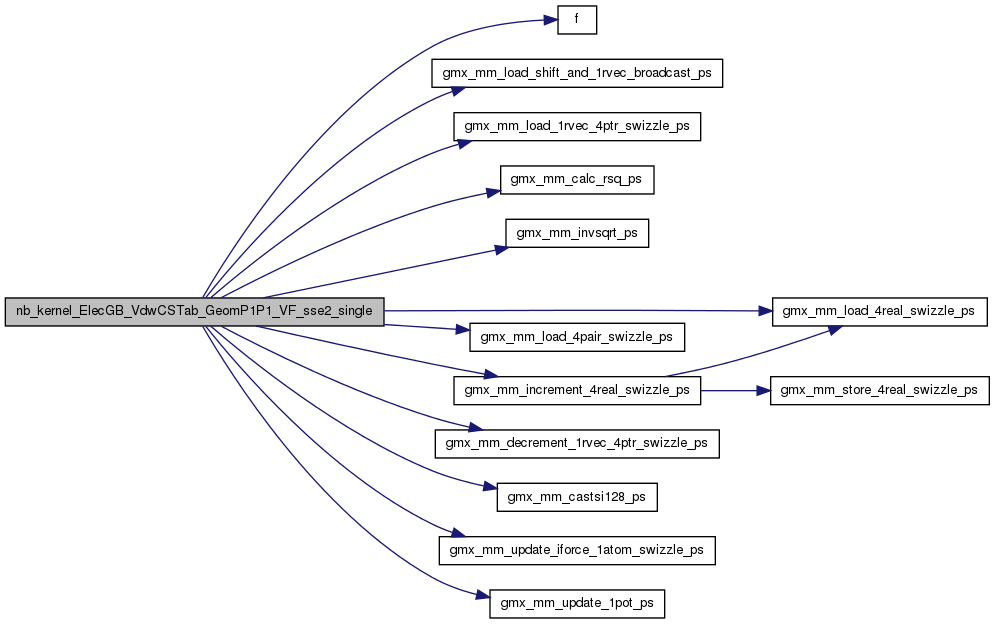 f
gmx_mm_load_shift_and_1rvec_broadcast_ps
gmx_mm_load_1rvec_4ptr_swizzle_ps
gmx_mm_calc_rsq_ps
gmx_mm_invsqrt_ps
nb_kernel_ElecGB_VdwCSTab_GeomP1P1_VF_sse2_single
gmx_mm_load_4real_swizzle_ps
gmx_mm_load_4pair_swizzle_ps
gmx_mm_increment_4real_swizzle_ps
gmx_mm_store_4real_swizzle_ps
gmx_mm_decrement_1rvec_4ptr_swizzle_ps
gmx_mm_castsi128_ps
gmx_mm_update_iforce_1atom_swizzle_ps
gmx_mm_update_1pot_ps